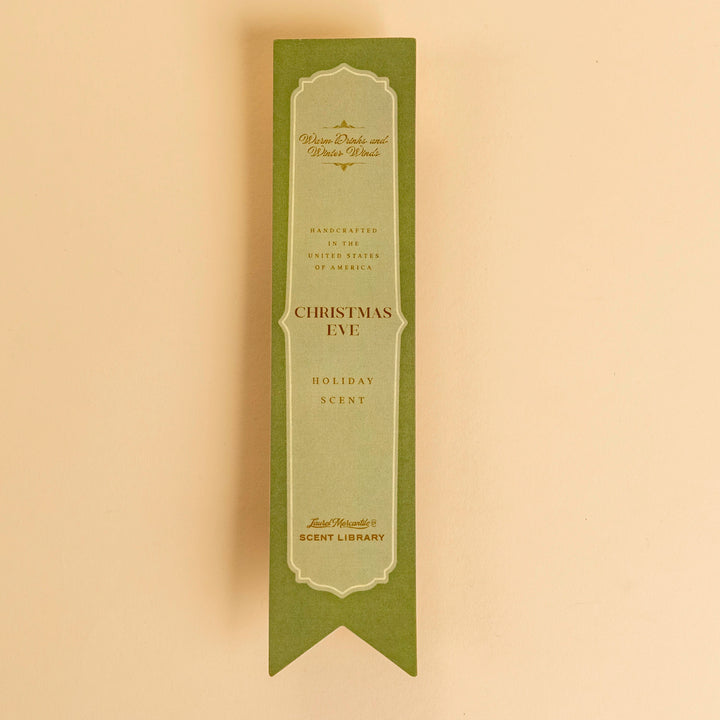 Warm Drinks and
Winter Winds
HANDCRAFTED
IN THE
UNITED STATES
OF AMERICA
CHRISTMAS
EVE
HOLIDAY
SCENT
Laurel Mercantile Co
SCENT LIBRARY